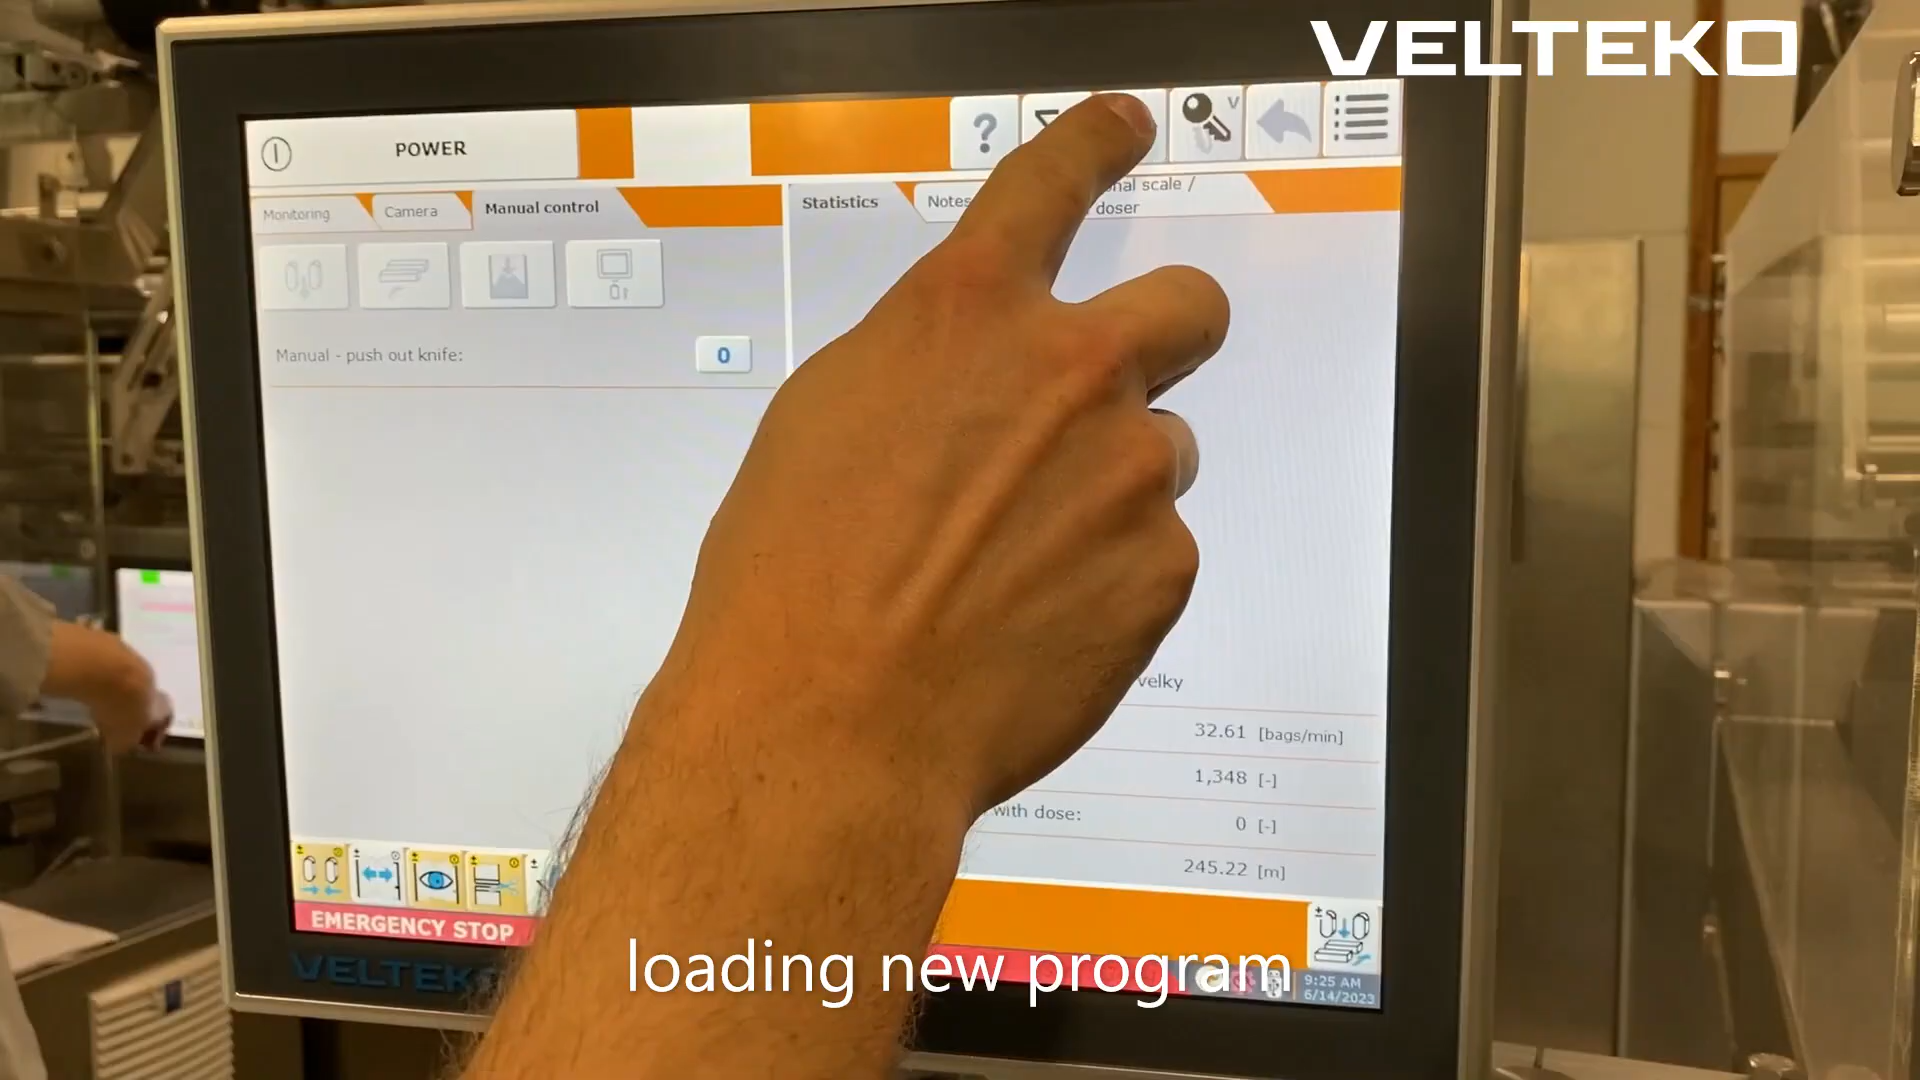 VELTEKO
POWER
?
V
Monitoring
Camera
Manual control
Statistics
Notes
scale /
doser
Manual - push out knife:
0
velky
32.61 [bags/min]
1,348 [-]
with dose:
0 [-]
245.22 [m]
EMERGENCY STOP
VELTEKO
loading new program
9:25 AM
6/14/2023